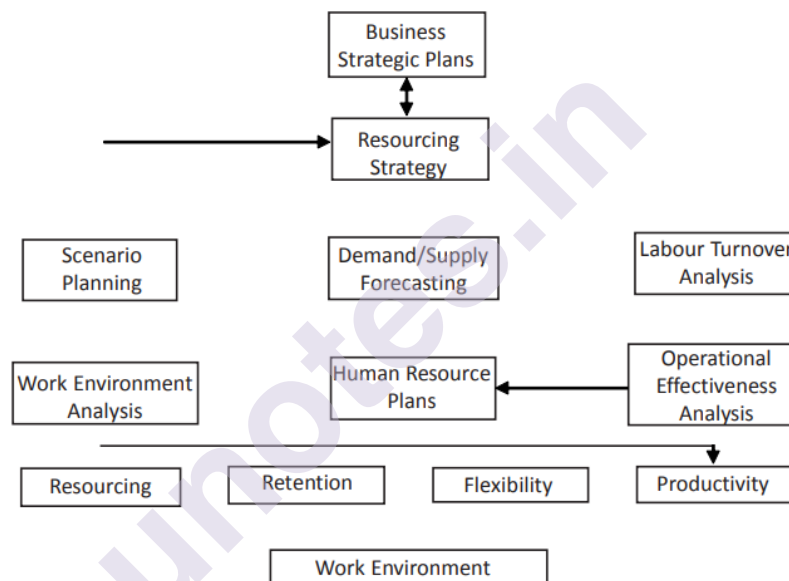 Business
Strategic Plans
Resourcing
Strategy
Scenario
Planning
Demand/Supply
Forecasting
Labour Turnover
Analysis
Work Environment
Analysis
Human Resource
Plans
Operational
Effectiveness
Analysis
Resourcing
Retention
Flexibility
Productivity
Work Environment
unotes.in